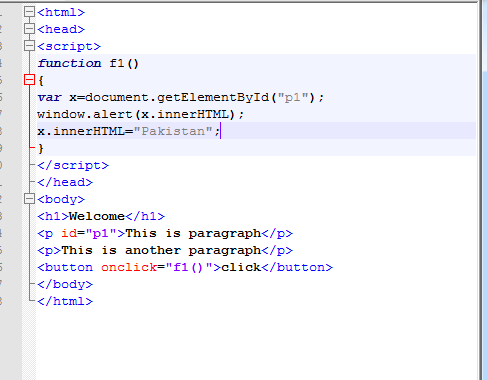 <html>
<head>
<script>
function f1()
{
var x=document.getElementById("p1");
window.alert(x.innerHTML);
x.innerHTML="Pakistan";
}
</script>
</head>
<body>
<h1>Welcome</h1>
<p id="p1">This is paragraph</p>
<p>This is another paragraph</p>
<button onclick="f1()">click</button>
</body>
</html>